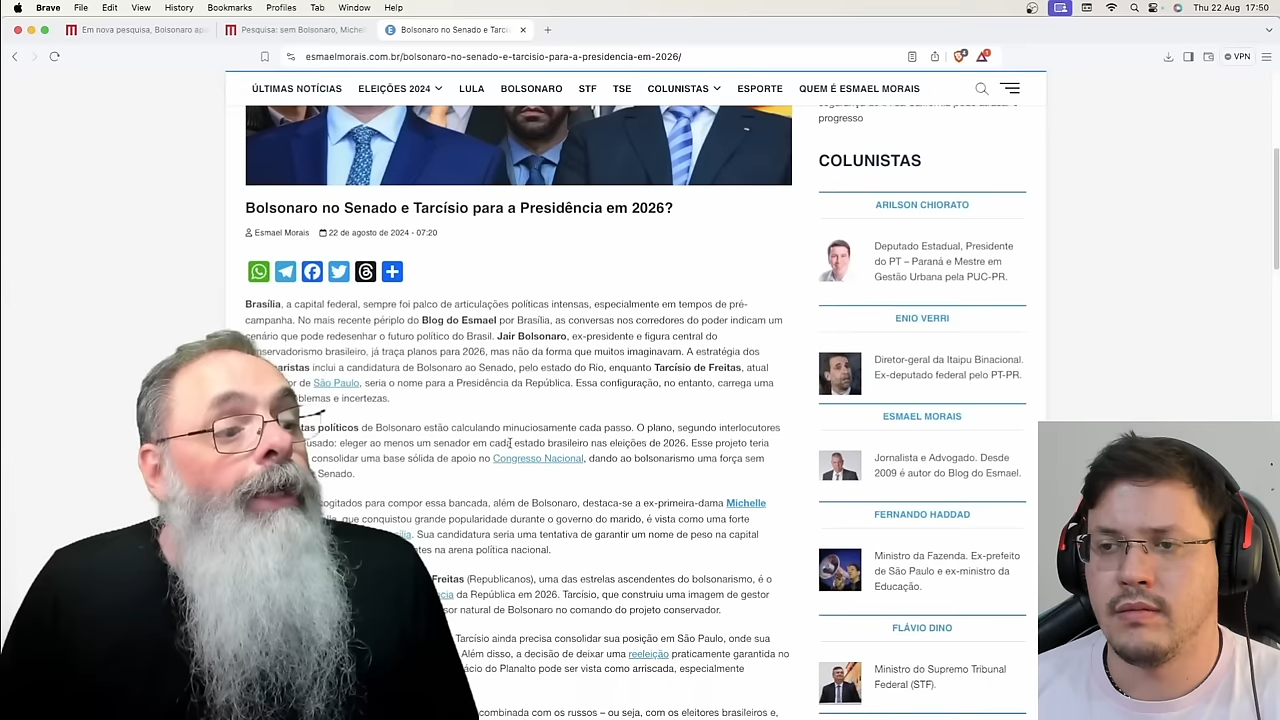 Brave File Edit View History Bookmarks Profiles Tab Window Help Thu 22 Aug 17:50
Em nova pesquisa, Bolsonaro apa Pesquisa: sem Bolsonaro, Michel Bolsonaro no Senado e Tarcí
esmaelmorais.com.br/bolsonaro-no-senado-e-tarcisio-para-a-presidencia-em-2026/ VPN
ÚLTIMAS NOTÍCIAS ELEIÇÕES 2024 LULA BOLSONARO STF TSE COLUNISTAS ESPORTE QUEM É ESMAEL MORAIS
progresso
Bolsonaro no Senado e Tarcísio para a Presidência em 2026?
Esmael Morais 22 de agosto de 2024 - 07:20
Brasília, a capital federal, sempre foi palco de articulações políticas intensas, especialmente em tempos de pré-
campanha. No mais recente périplo do Blog do Esmael por Brasília, as conversas nos corredores do poder indicam um
cenário que pode redesenhar o futuro político do Brasil. Jair Bolsonaro, ex-presidente e figura central do
conservadorismo brasileiro, já traça planos para 2026, mas não da forma que muitos imaginavam. A estratégia dos
inclui a candidatura de Bolsonaro ao Senado, pelo estado do Rio, enquanto Tarcísio de Freitas, atual
de São Paulo, seria o nome para a Presidência da República. Essa configuração, no entanto, carrega uma
e incertezas.
políticos de Bolsonaro estão calculando minuciosamente cada passo. O plano, segundo interlocutores
eleger ao menos um senador em cada estado brasileiro nas eleições de 2026. Esse projeto teria
consolidar uma base sólida de apoio no Congresso Nacional, dando ao bolsonarismo uma força sem
Senado.
para compor essa bancada, além de Bolsonaro, destaca-se a ex-primeira-dama Michelle
que conquistou grande popularidade durante o governo do marido, é vista como uma forte
Sua candidatura seria uma tentativa de garantir um nome de peso na capital
na arena política nacional.
Freitas (Republicanos), uma das estrelas ascendentes do bolsonarismo, é o
da República em 2026. Tarcísio, que construiu uma imagem de gestor
natural de Bolsonaro no comando do projeto conservador.
Tarcísio ainda precisa consolidar sua posição em São Paulo, onde sua
Além disso, a decisão de deixar uma reeleição praticamente garantida no
do Planalto pode ser vista como arriscada, especialmente
combinada com os russos – ou seja, com os eleitores brasileiros e,
COLUNISTAS
ARILSON CHIORATO
Deputado Estadual, Presidente
do PT – Paraná e Mestre em
Gestão Urbana pela PUC-PR.
ENIO VERRI
Diretor-geral da Itaipu Binacional.
Ex-deputado federal pelo PT-PR.
ESMAEL MORAIS
Jornalista e Advogado. Desde
2009 é autor do Blog do Esmael.
FERNANDO HADDAD
Ministro da Fazenda. Ex-prefeito
de São Paulo e ex-ministro da
Educação.
FLÁVIO DINO
Ministro do Supremo Tribunal
Federal (STF).